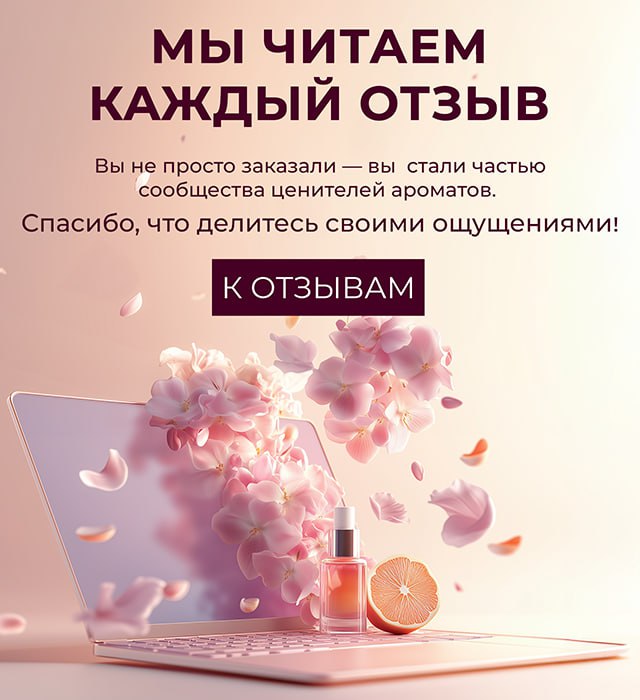 МЫ ЧИТАЕМ
КАЖДЫЙ ОТЗЫВ
Вы не просто заказали — вы стали частью
сообщества ценителей ароматов.
Спасибо, что делитесь своими ощущениями!
К ОТЗЫВАМ